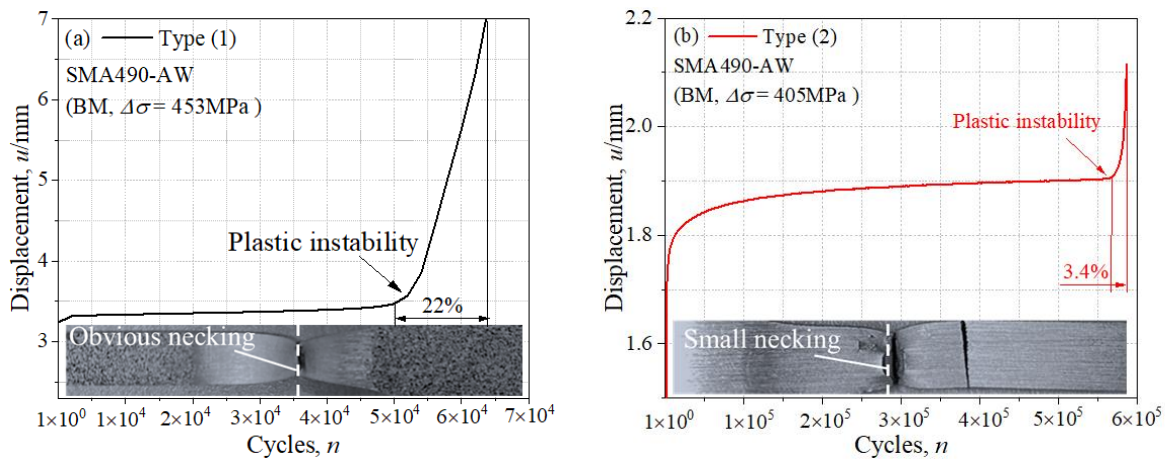 7
6
5
4
3
Displacement, u/mm
(a) Type (1)
SMA490-AW
(BM, Δσ = 453MPa )
Plastic instability
22%
Obvious necking
1×10⁰ 1×10⁴ 2×10⁴ 3×10⁴ 4×10⁴ 5×10⁴ 6×10⁴ 7×10⁴
Cycles, n
2.2
2.0
1.8
1.6
Displacement, u/mm
(b) Type (2)
SMA490-AW
(BM, Δσ = 405MPa )
Plastic instability
3.4%
Small necking
1×10⁰ 1×10⁵ 2×10⁵ 3×10⁵ 4×10⁵ 5×10⁵ 6×10⁵
Cycles, n